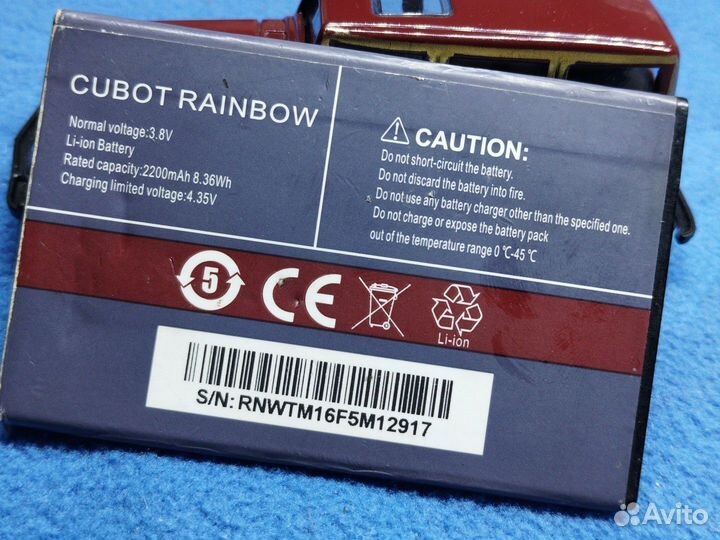 CUBOT RAINBOW
Normal voltage:3.8V
Li-ion Battery
Rated capacity:2200mAh 8.36Wh
Charging limited voltage:4.35V
CAUTION:
Do not short-circuit the battery.
Do not discard the battery into fire.
Do not use any battery charger other than the specified one.
Do not charge or expose the battery pack
out of the temperature range 0 ℃-45 ℃
5
CE
Li-ion
S/N: RNWTM16F5M12917
Avito